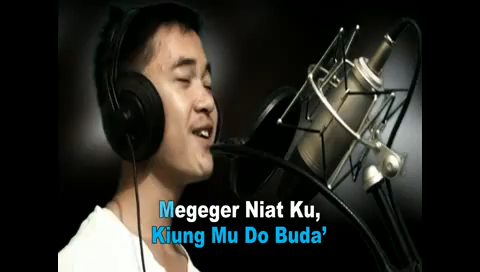 Megeger Niat Ku,
Kiung Mu Do Buda’